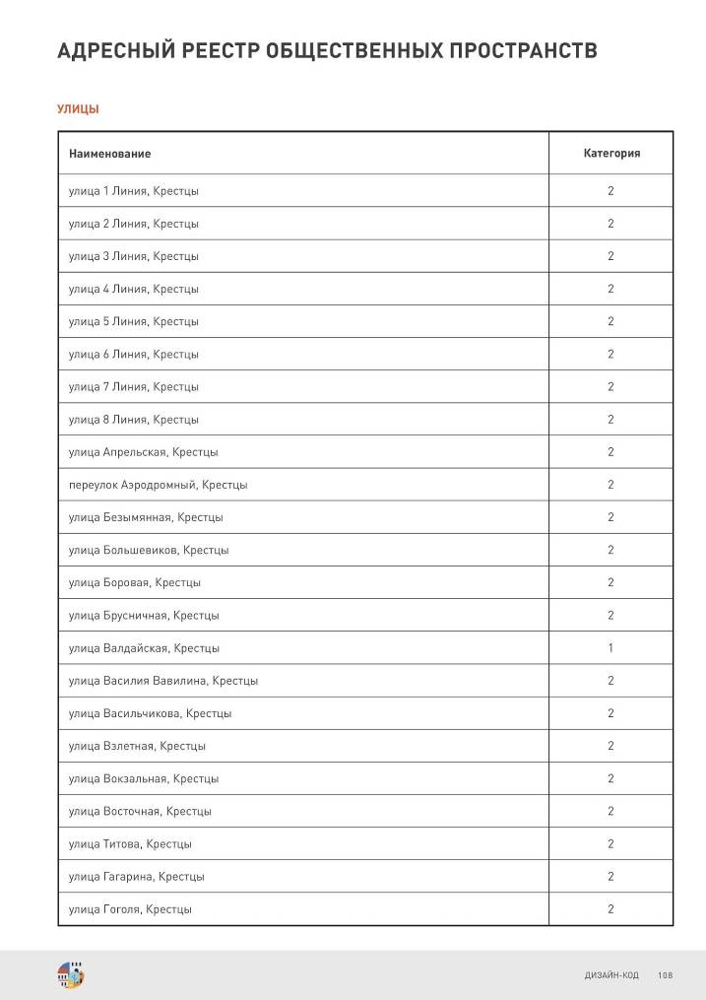 АДРЕСНЫЙ РЕЕСТР ОБЩЕСТВЕННЫХ ПРОСТРАНСТВ
УЛИЦЫ
Наименование Категория
улица 1 Линия, Крестцы 2
улица 2 Линия, Крестцы 2
улица 3 Линия, Крестцы 2
улица 4 Линия, Крестцы 2
улица 5 Линия, Крестцы 2
улица 6 Линия, Крестцы 2
улица 7 Линия, Крестцы 2
улица 8 Линия, Крестцы 2
улица Апрельская, Крестцы 2
переулок Аэродромный, Крестцы 2
улица Безымянная, Крестцы 2
улица Большевиков, Крестцы 2
улица Боровая, Крестцы 2
улица Брусничная, Крестцы 2
улица Валдайская, Крестцы 1
улица Василия Вавилина, Крестцы 2
улица Васильчикова, Крестцы 2
улица Взлетная, Крестцы 2
улица Вокзальная, Крестцы 2
улица Восточная, Крестцы 2
улица Титова, Крестцы 2
улица Гагарина, Крестцы 2
улица Гоголя, Крестцы 2
ДИЗАЙН-КОД 108